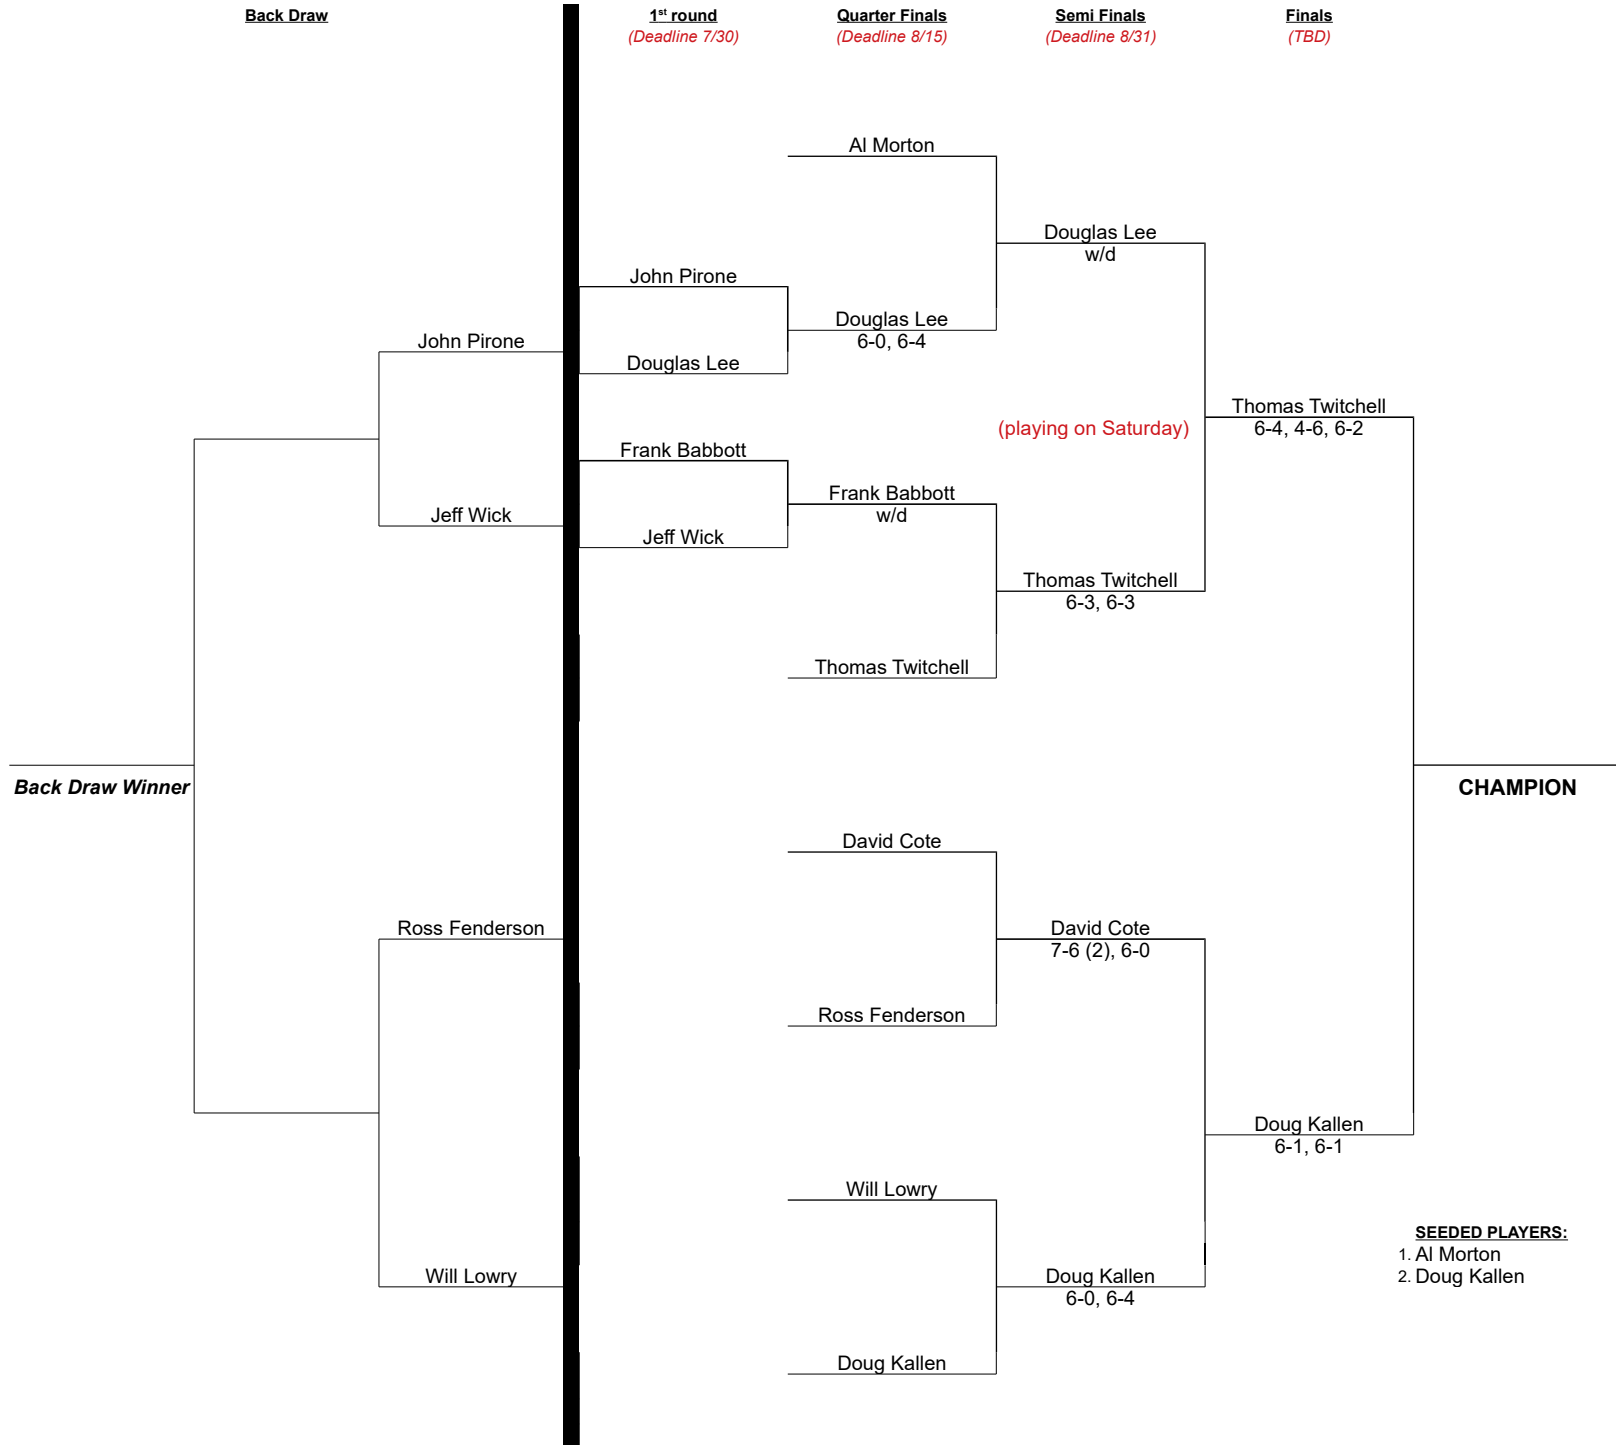 Back Draw
1st round
Quarter Finals
Semi Finals
Finals
(Deadline 7/30)
(Deadline 8/15)
(Deadline 8/31)
(TBD)
Al Morton
Douglas Lee
w/d
John Pirone
Douglas Lee
6-0, 6-4
John Pirone
Douglas Lee
Thomas Twitchell
6-4, 4-6, 6-2
(playing on Saturday)
Frank Babbott
Frank Babbott
w/d
Jeff Wick
Jeff Wick
Thomas Twitchell
6-3, 6-3
Thomas Twitchell
Back Draw Winner
CHAMPION
David Cote
Ross Fenderson
David Cote
7-6 (2), 6-0
Ross Fenderson
Doug Kallen
6-1, 6-1
Will Lowry
SEEDED PLAYERS:
1. Al Morton
2. Doug Kallen
Will Lowry
Doug Kallen
6-0, 6-4
Doug Kallen